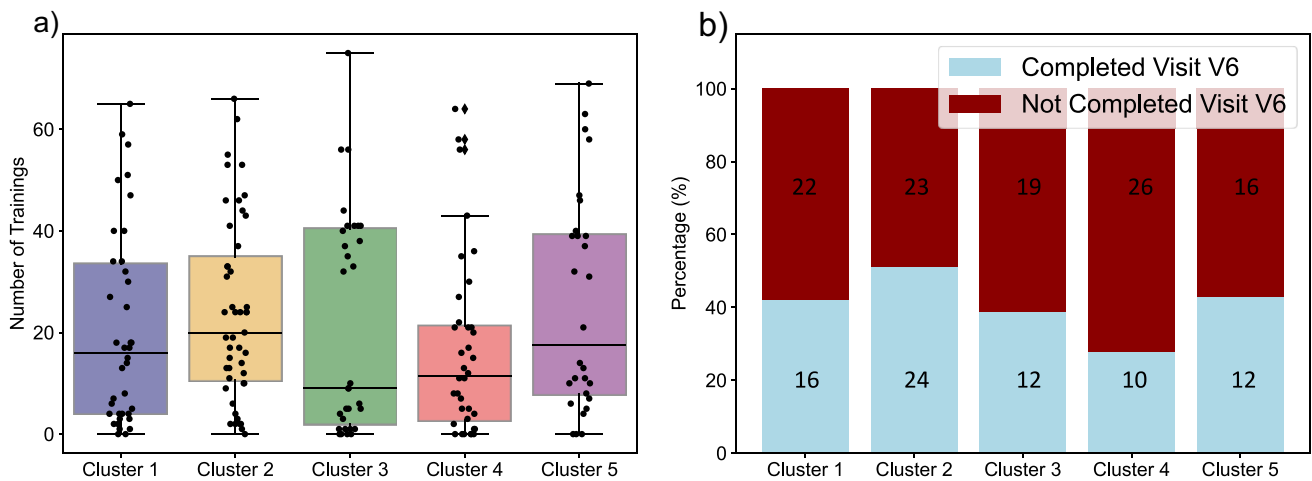 a)
Number of Trainings
60
40
20
0
Cluster 1 Cluster 2 Cluster 3 Cluster 4 Cluster 5
b)
Completed Visit V6
Not Completed Visit V6
Percentage (%)
100
80
60
40
20
0
22 23 19 26 16
16 24 12 10 12
Cluster 1 Cluster 2 Cluster 3 Cluster 4 Cluster 5